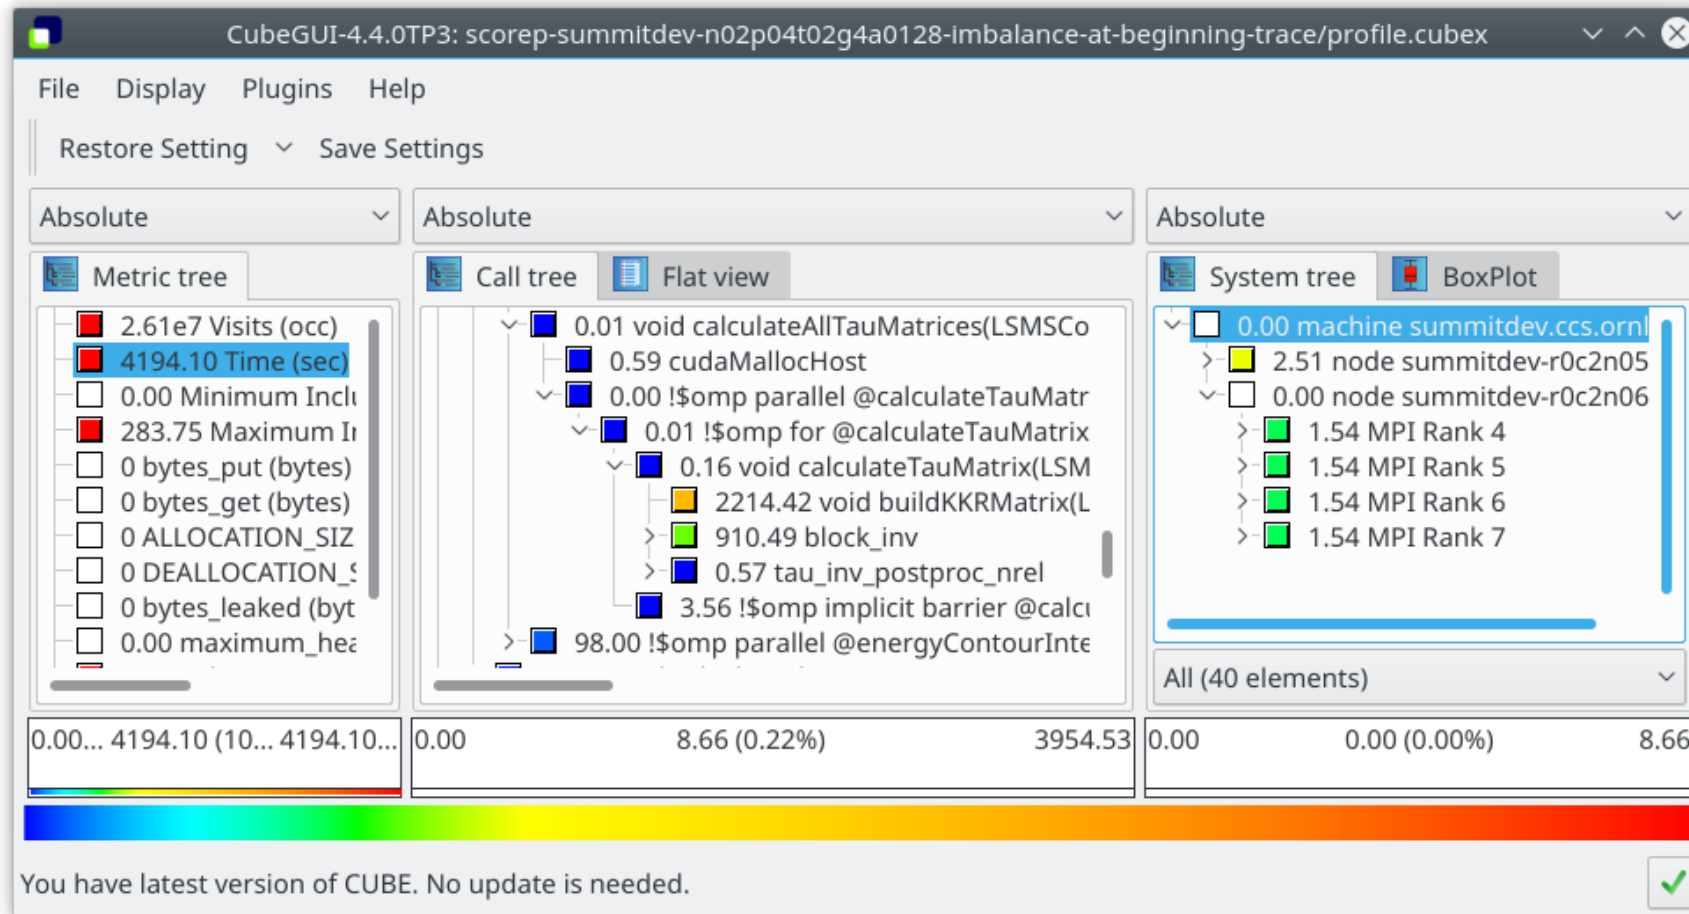 CubeGUI-4.4.0TP3: scorep-summitdev-n02p04t02g4a0128-imbalance-at-beginning-trace/profile.cubex
File Display Plugins Help
Restore Setting Save Settings
Absolute
Metric tree
2.61e7 Visits (occ)
4194.10 Time (sec)
0.00 Minimum Inclu
283.75 Maximum In
0 bytes_put (bytes)
0 bytes_get (bytes)
0 ALLOCATION_SIZ
0 DEALLOCATION_S
0 bytes_leaked (byt
0.00 maximum_hea
0.00... 4194.10 (10... 4194.10...
Absolute
Call tree Flat view
0.01 void calculateAllTauMatrices(LSMSCo
0.59 cudaMallocHost
0.00 !$omp parallel @calculateTauMatr
0.01 !$omp for @calculateTauMatrix
0.16 void calculateTauMatrix(LSM
2214.42 void buildKKRMatrix(L
910.49 block_inv
0.57 tau_inv_postproc_nrel
3.56 !$omp implicit barrier @calcu
98.00 !$omp parallel @energyContourInte
0.00 8.66 (0.22%) 3954.53
Absolute
System tree BoxPlot
0.00 machine summitdev.ccs.ornl
2.51 node summitdev-r0c2n05
0.00 node summitdev-r0c2n06
1.54 MPI Rank 4
1.54 MPI Rank 5
1.54 MPI Rank 6
1.54 MPI Rank 7
All (40 elements)
0.00 0.00 (0.00%) 8.66
You have latest version of CUBE. No update is needed.